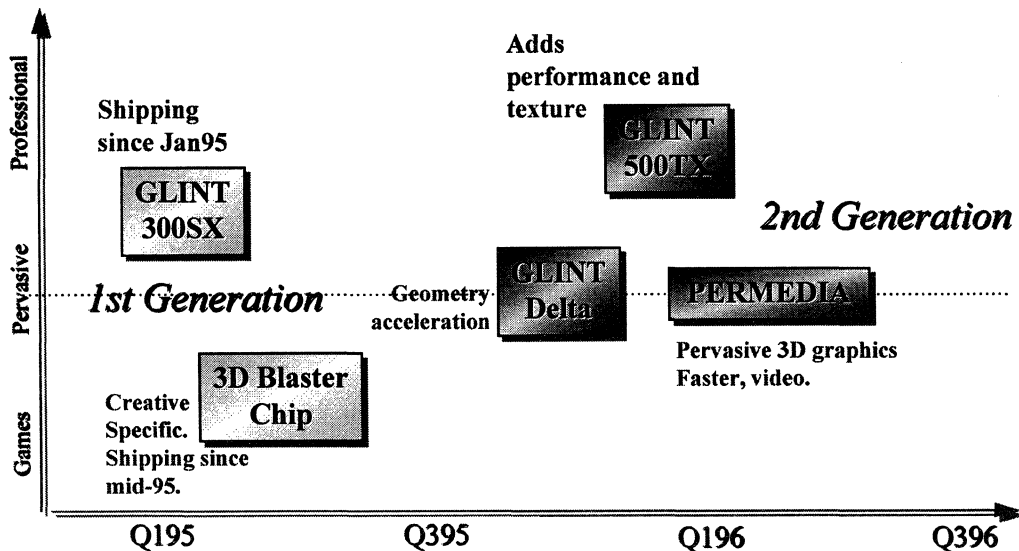 Professional
Pervasive
Games
Shipping
since Jan95
GLINT
300SX
1st Generation
3D Blaster
Chip
Creative
Specific.
Shipping since
mid-95.
Adds
performance and
texture
GLINT
500TX
2nd Generation
Geometry
acceleration
GLINT
Delta
PERMEDIA
Pervasive 3D graphics
Faster, video.
Q195
Q395
Q196
Q396